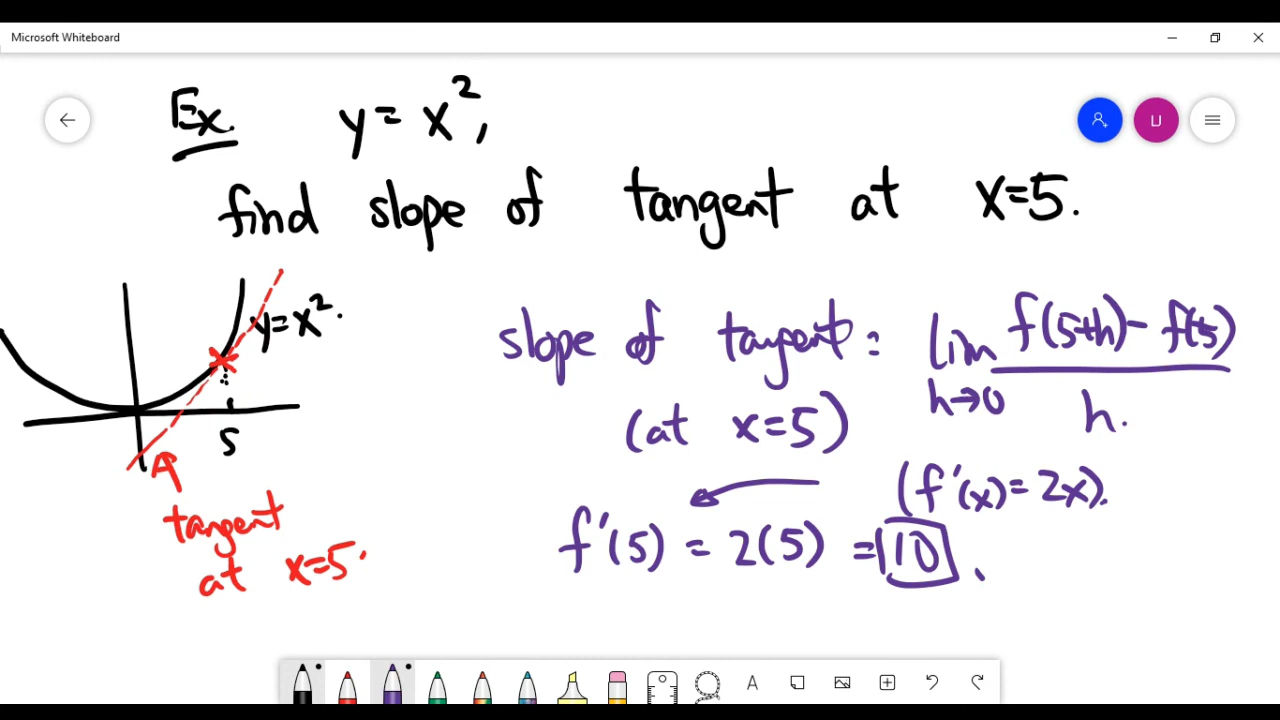 Microsoft Whiteboard
Ex. y = x²,
find slope of tangent at x=5.
y=x².
5
tangent
at x=5.
slope of tangent = lim h→0 f(5+h) - f(5) / h.
(at x=5)
(f'(x) = 2x).
f'(5) = 2(5) = 10.
IJ
A